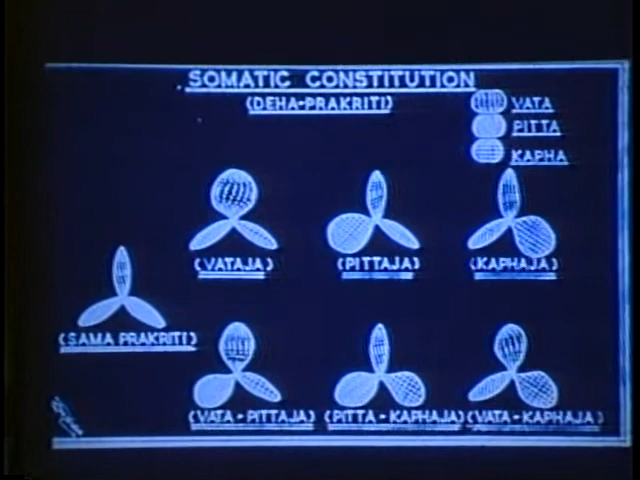 SOMATIC CONSTITUTION
(DEHA-PRAKRITI)
VATA
PITTA
KAPHA
(VATAJA)
(PITTAJA)
(KAPHAJA)
(SAMA PRAKRITI)
(VATA-PITTAJA)
(PITTA-KAPHAJA)
(VATA-KAPHAJA)